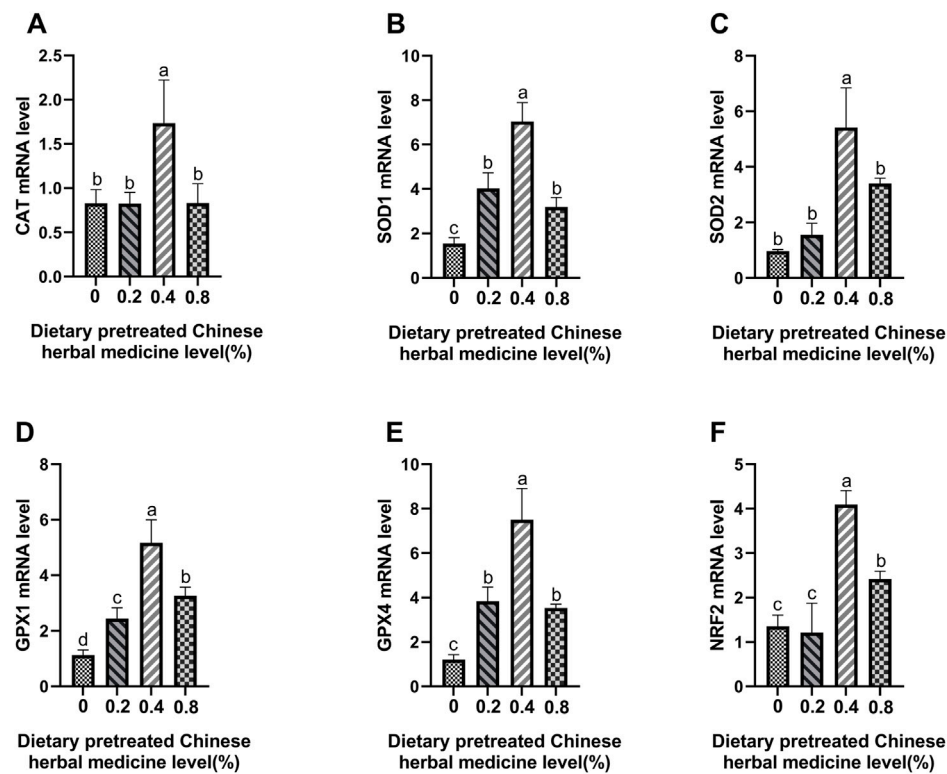 A
CAT mRNA level
2.5
2.0
1.5
1.0
0.5
0.0
b b a b
0 0.2 0.4 0.8
Dietary pretreated Chinese
herbal medicine level(%)
B
SOD1 mRNA level
10
8
6
4
2
0
c b a b
0 0.2 0.4 0.8
Dietary pretreated Chinese
herbal medicine level(%)
C
SOD2 mRNA level
8
6
4
2
0
b b a b
0 0.2 0.4 0.8
Dietary pretreated Chinese
herbal medicine level(%)
D
GPX1 mRNA level
8
6
4
2
0
d c a b
0 0.2 0.4 0.8
Dietary pretreated Chinese
herbal medicine level(%)
E
GPX4 mRNA level
10
8
6
4
2
0
c b a b
0 0.2 0.4 0.8
Dietary pretreated Chinese
herbal medicine level(%)
F
NRF2 mRNA level
5
4
3
2
1
0
c c a b
0 0.2 0.4 0.8
Dietary pretreated Chinese
herbal medicine level(%)